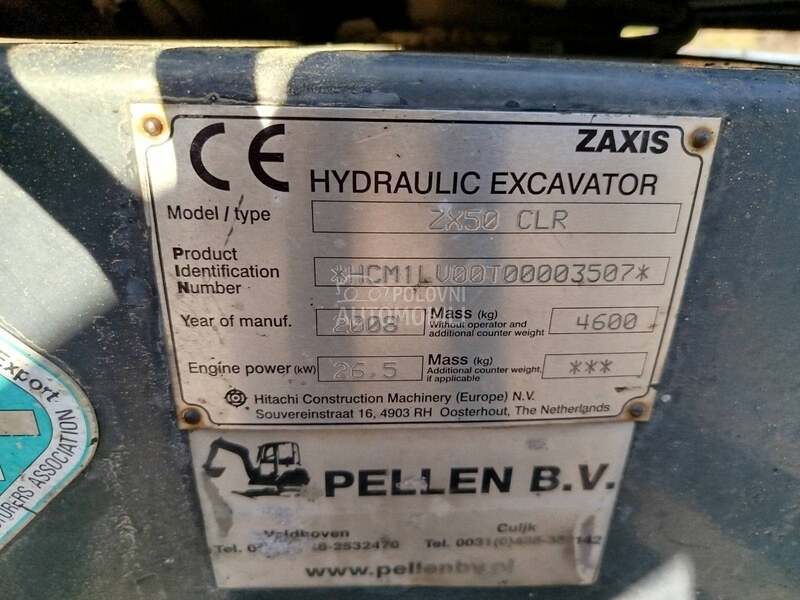 CE
ZAXIS
HYDRAULIC EXCAVATOR
Model / type ZX50 CLR
Product
Identification *HCM1LV00T00003507*
Number
POLOVNI
AUTOMOBILI
Year of manuf. 2008 Mass (kg) Without operator and additional counter weight 4600
Engine power (kW) 26.5 Mass (kg) Additional counter weight, if applicable ***
Hitachi Construction Machinery (Europe) N.V.
Souvereinstraat 16, 4903 RH Oosterhout, The Netherlands
Export
ASSOCIATION
PELLEN B.V.
Veldhoven Cuijk
Tel. Tel.
www.pellenbv.nl